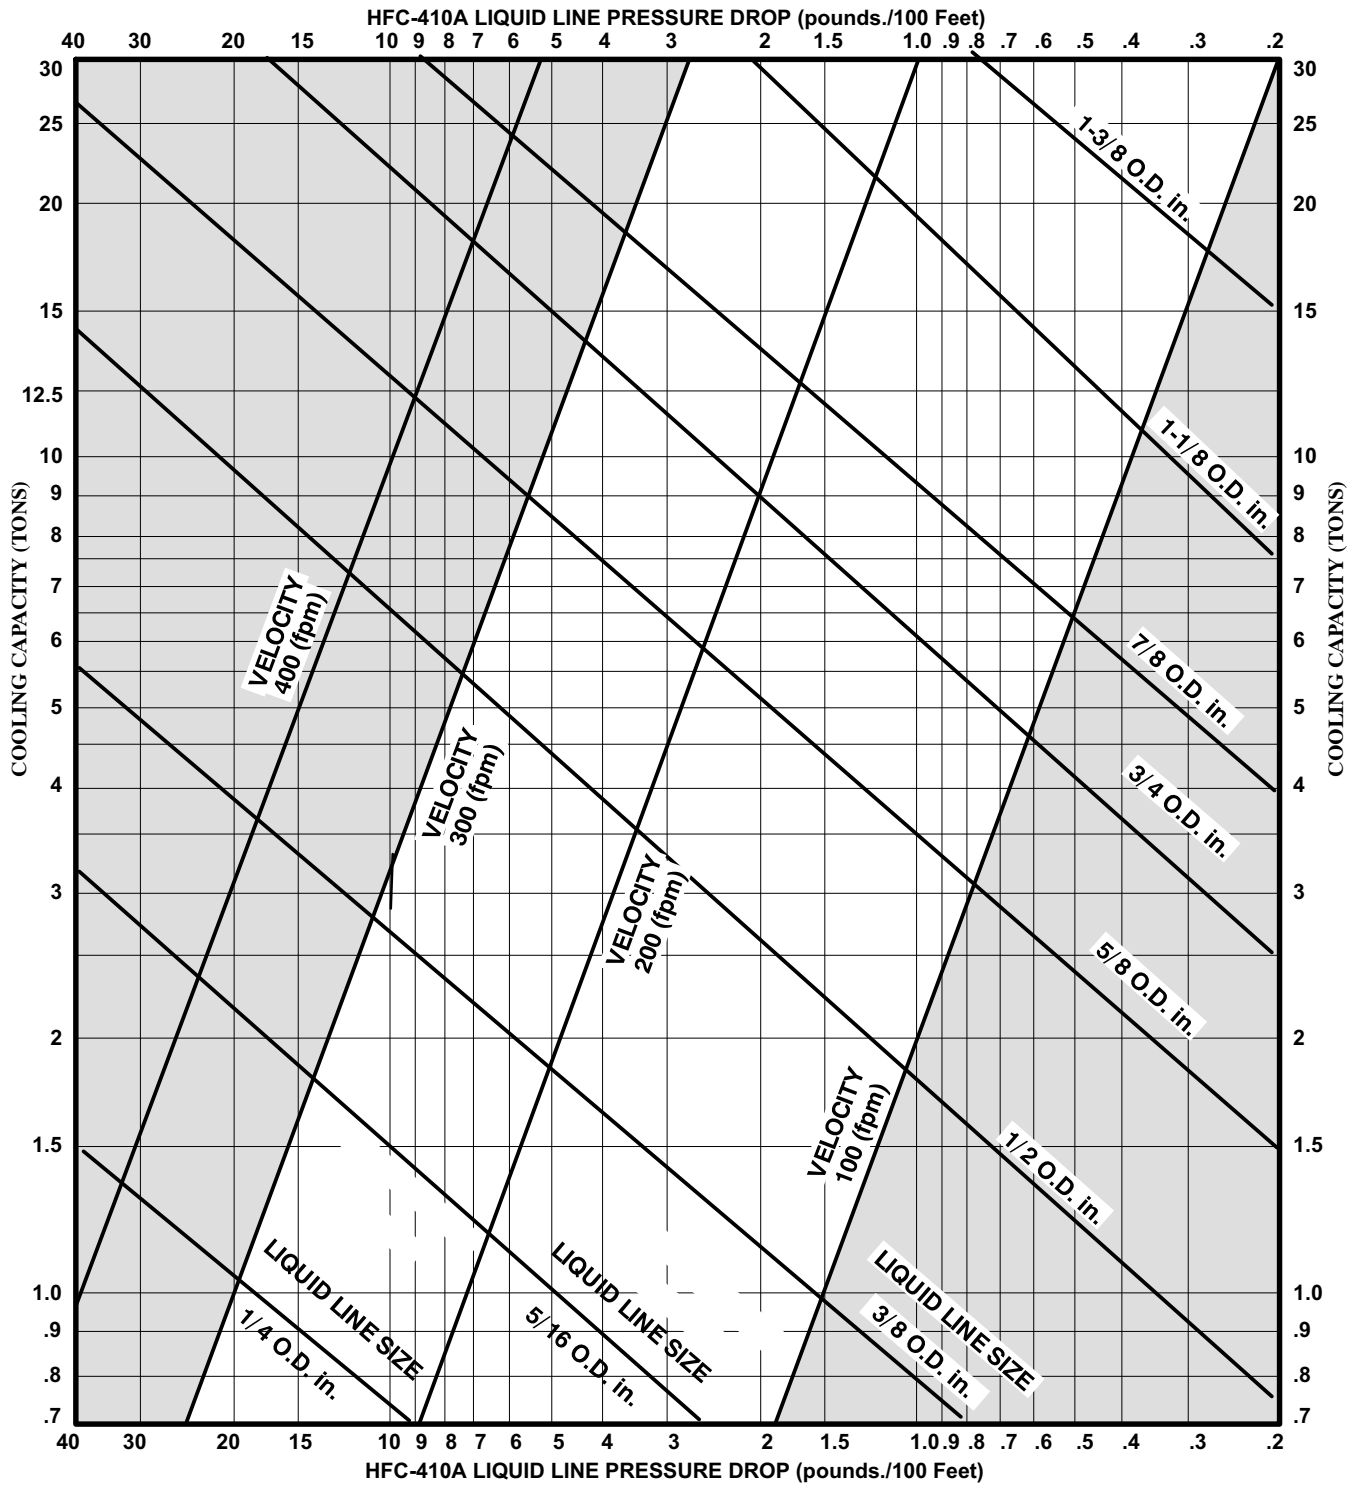 HFC-410A LIQUID LINE PRESSURE DROP (pounds./100 Feet)
40 30 20 15 10 9 8 7 6 5 4 3 2 1.5 1.0 .9 .8 .7 .6 .5 .4 .3 .2
30 30
25 25
20 20
15 15
12.5
10 10
9 9
8 8
7 7
6 6
5 5
4 4
3 3
2 2
1.5 1.5
1.0 1.0
.9 .9
.8 .8
.7 .7
COOLING CAPACITY (TONS)
COOLING CAPACITY (TONS)
1-3/8 O.D. in.
1-1/8 O.D. in.
7/8 O.D. in.
3/4 O.D. in.
5/8 O.D. in.
1/2 O.D. in.
VELOCITY
400 (fpm)
VELOCITY
300 (fpm)
VELOCITY
200 (fpm)
VELOCITY
100 (fpm)
LIQUID LINE SIZE
1/4 O.D. in.
LIQUID LINE SIZE
5/16 O.D. in.
LIQUID LINE SIZE
3/8 O.D. in.
40 30 20 15 10 9 8 7 6 5 4 3 2 1.5 1.0 .9 .8 .7 .6 .5 .4 .3 .2
HFC-410A LIQUID LINE PRESSURE DROP (pounds./100 Feet)